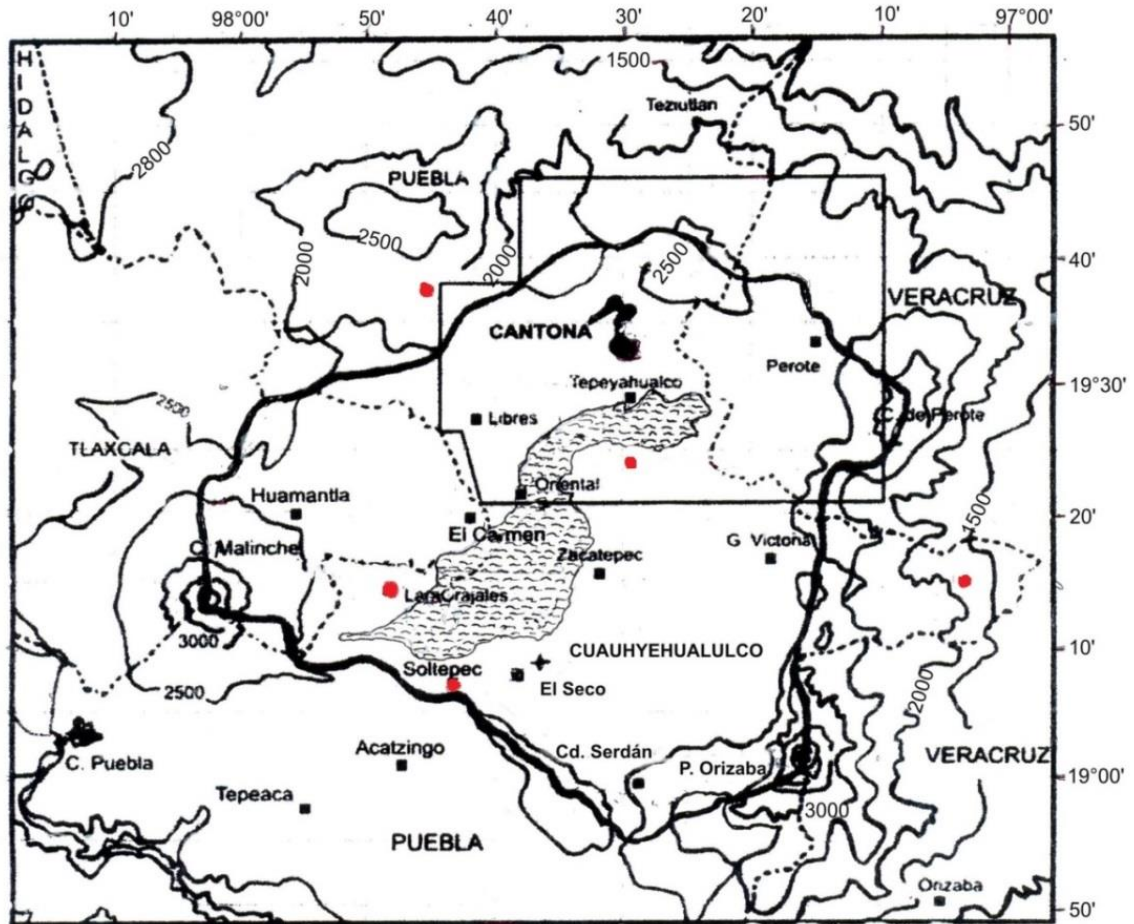 10' 98°00' 50' 40' 30' 20' 10' 97°00'
HIDALGO
1500
Teziutlan
50'
2800
PUEBLA
2500
2000
2000
2500
40'
VERACRUZ
CANTONA
Perote
Tepeyahualco
19°30'
2500
Libres
C. de Perote
TLAXCALA
Oriental
Huamantla
1500
20'
El Carmen
G. Victoria
C. Malinche
Zacatepec
Lara Grajales
3000
CUAUHYEHUALULCO
10'
Soltepec
El Seco
2500
2000
Acatzingo
Cd. Serdán
VERACRUZ
C. Puebla
P. Orizaba
19°00'
Tepeaca
3000
PUEBLA
Orizaba
50'